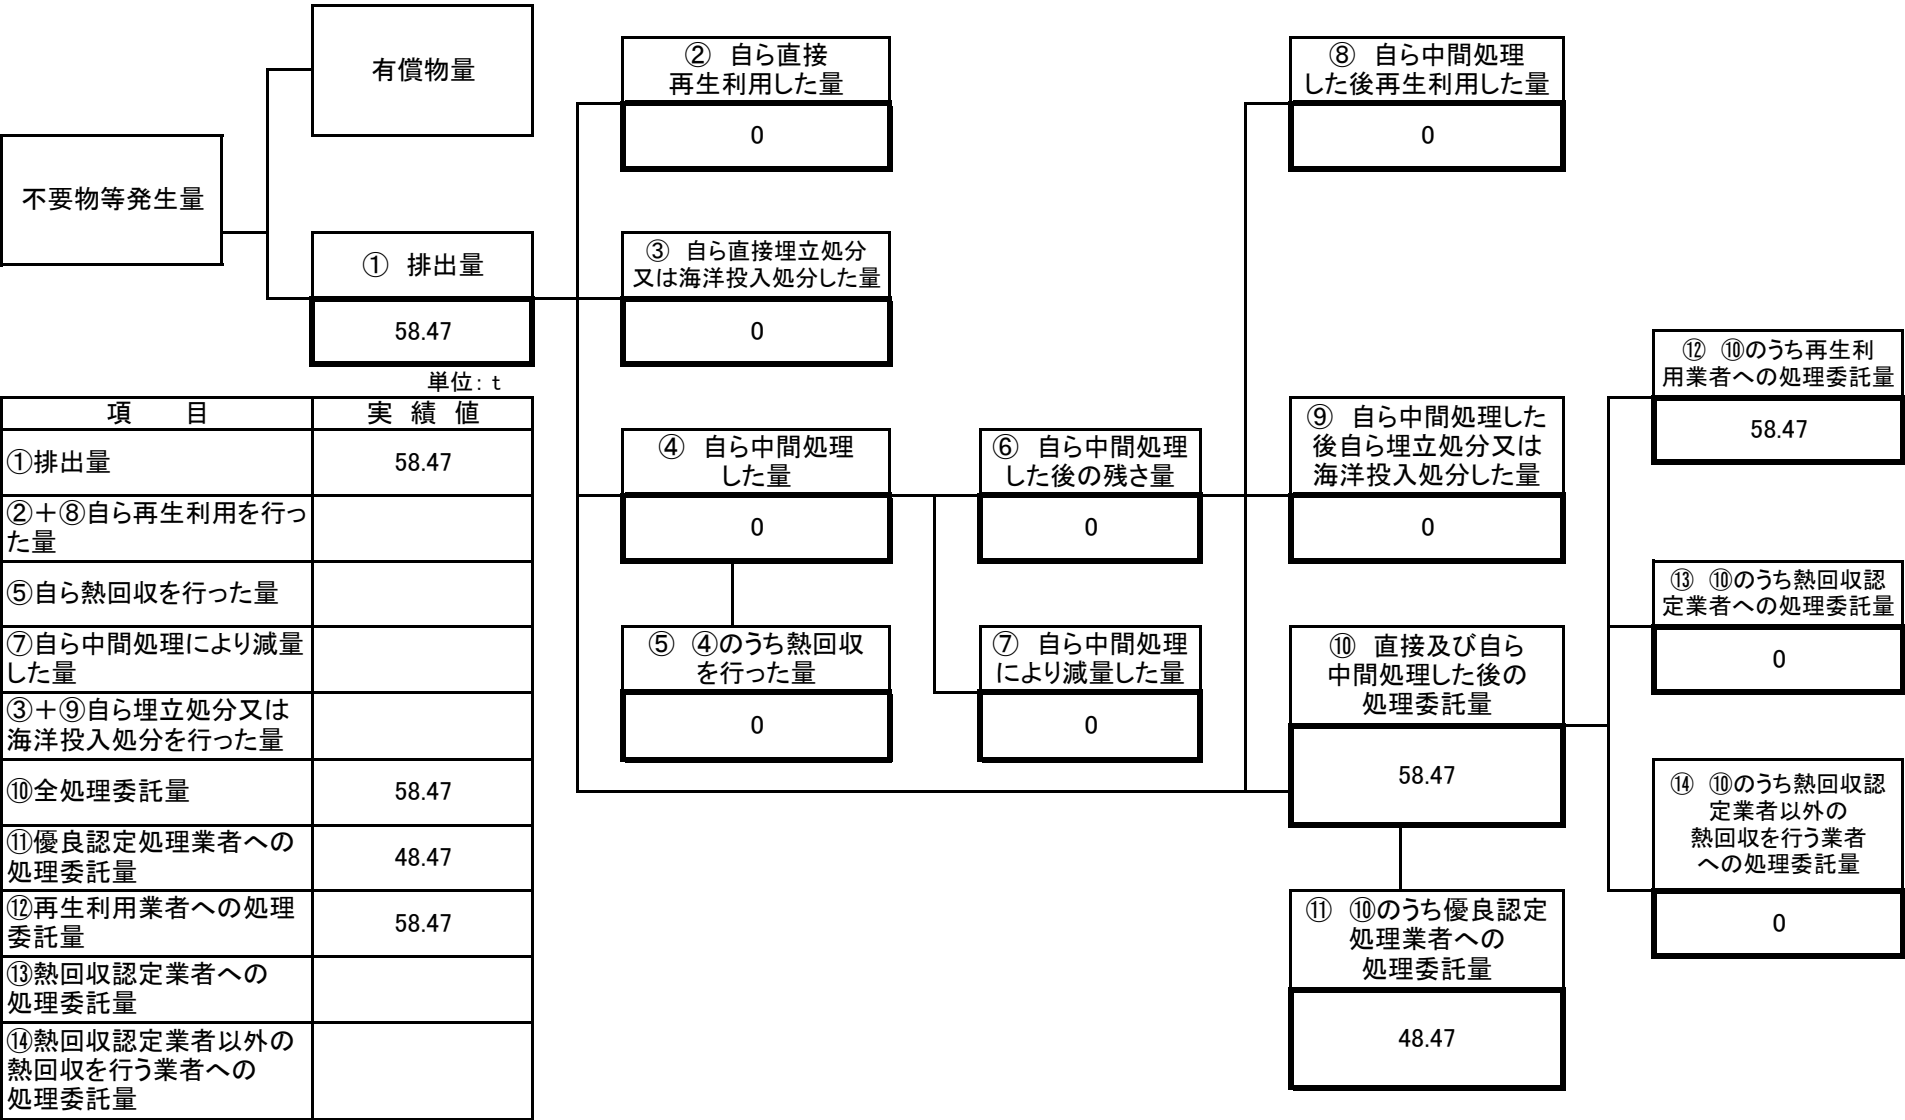 有償物量
不要物等発生量
① 排出量
58.47
② 自ら直接
再生利用した量
0
③ 自ら直接埋立処分
又は海洋投入処分した量
0
④ 自ら中間処理
した量
0
⑤ ④のうち熱回収
を行った量
0
⑥ 自ら中間処理
した後の残さ量
0
⑦ 自ら中間処理
により減量した量
0
⑧ 自ら中間処理
した後再生利用した量
0
⑨ 自ら中間処理した
後自ら埋立処分又は
海洋投入処分した量
0
⑩ 直接及び自ら
中間処理した後の
処理委託量
58.47
⑪ ⑩のうち優良認定
処理業者への
処理委託量
48.47
⑫ ⑩のうち再生利
用業者への処理委託量
58.47
⑬ ⑩のうち熱回収認
定業者への処理委託量
0
⑭ ⑩のうち熱回収認
定業者以外の
熱回収を行う業者
への処理委託量
0
単位：t
項 目 実 績 値
①排出量 58.47
②＋⑧自ら再生利用を行っ
た量
⑤自ら熱回収を行った量
⑦自ら中間処理により減量
した量
③＋⑨自ら埋立処分又は
海洋投入処分を行った量
⑩全処理委託量 58.47
⑪優良認定処理業者への
処理委託量 48.47
⑫再生利用業者への処理
委託量 58.47
⑬熱回収認定業者への
処理委託量
⑭熱回収認定業者以外の
熱回収を行う業者への
処理委託量